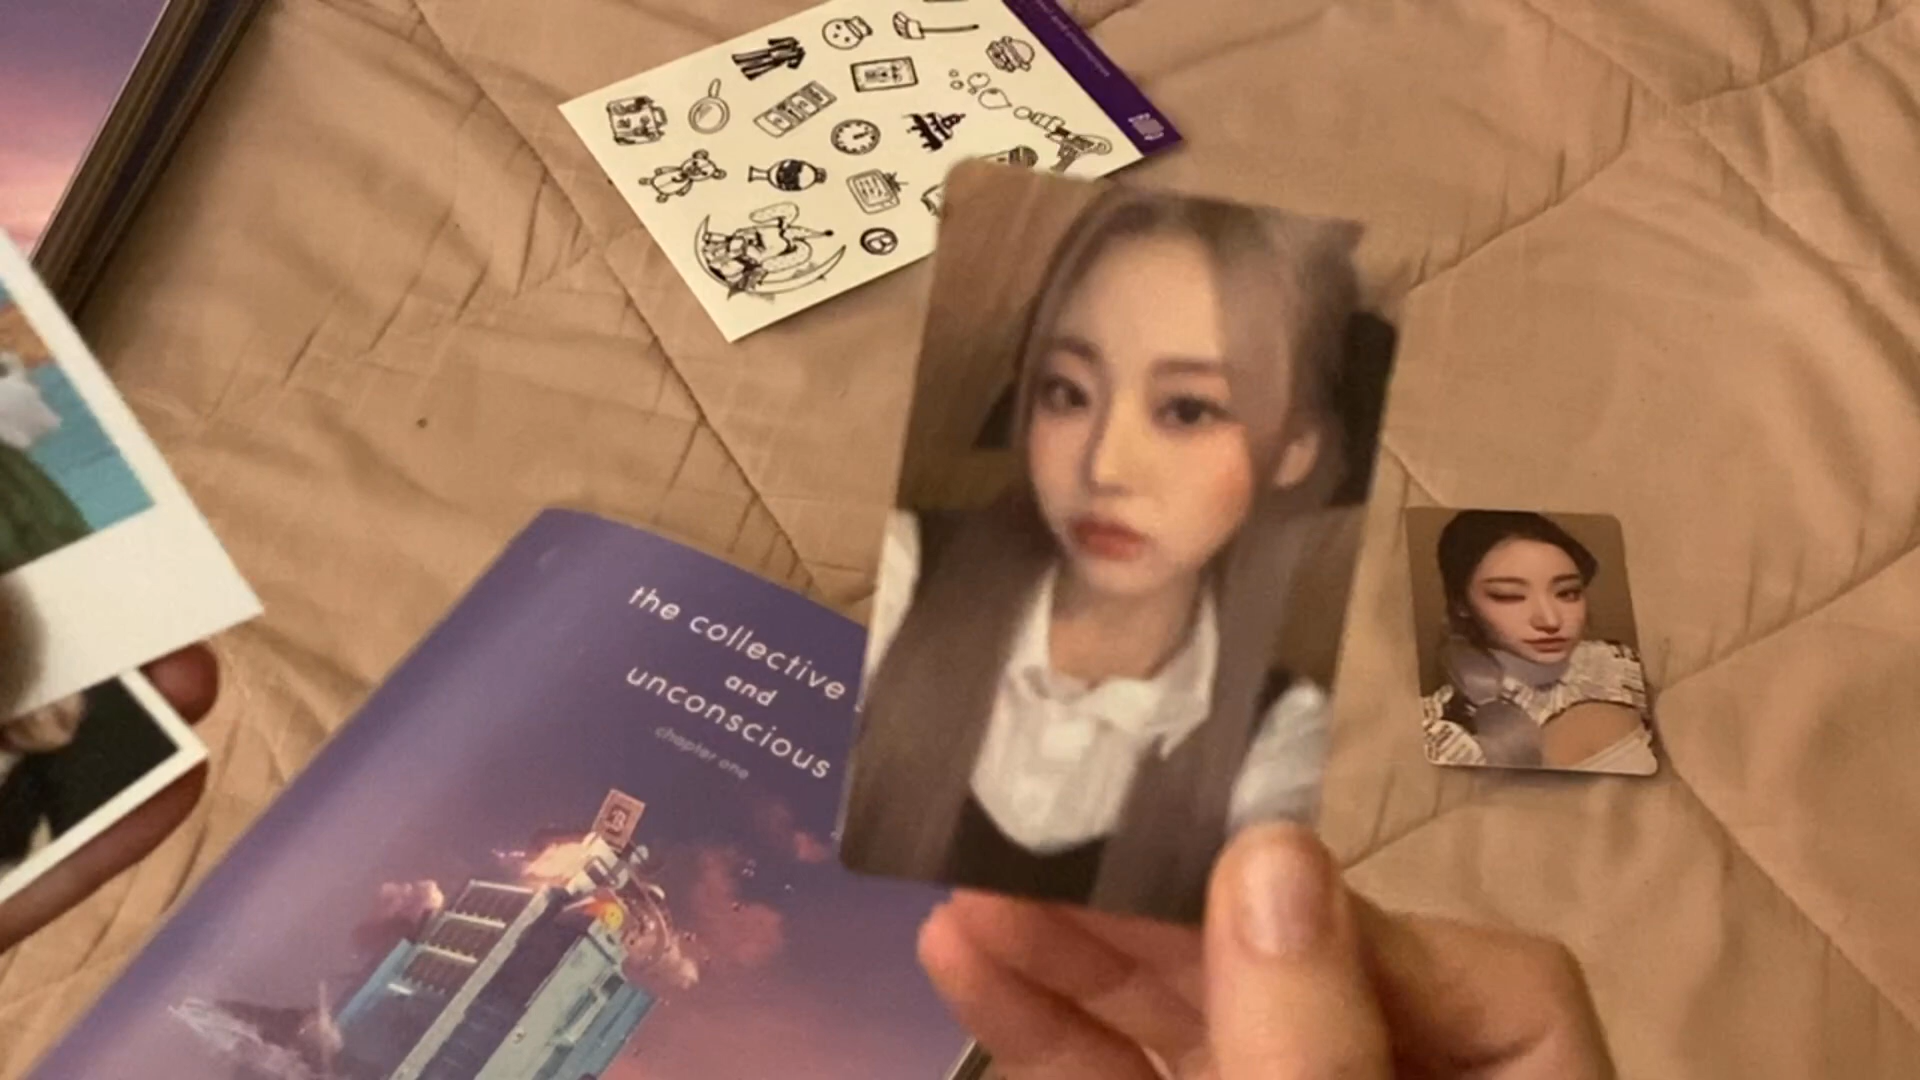 the collective
and
unconscious
chapter one
B